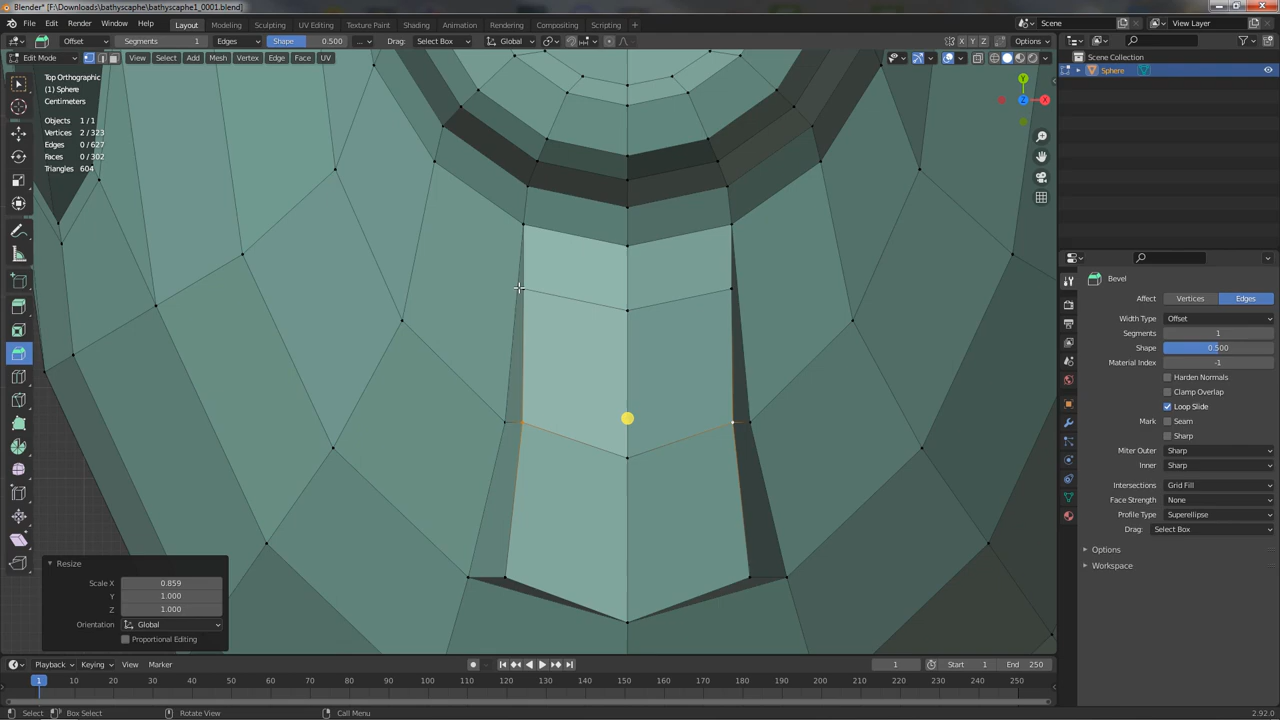 Blender* [F:\Downloads\bathyscaphe\bathyscaphe1_0001.blend]
File Edit Render Window Help Layout Modeling Sculpting UV Editing Texture Paint Shading Animation Rendering Compositing Scripting Scene View Layer
Offset Segments 1 Edges Shape 0.500 ... Drag: Select Box Global X Y Z Options
Edit Mode View Select Add Mesh Vertex Edge Face UV
Top Orthographic
(1) Sphere
Centimeters
Objects 1/1
Vertices 2/323
Edges 0/627
Faces 0/302
Triangles 604
Y
Z X
Resize
Scale X 0.859
Y 1.000
Z 1.000
Orientation Global
Proportional Editing
Scene Collection
Sphere
Bevel
Affect Vertices Edges
Width Type Offset
Segments 1
Shape 0.500
Material Index -1
Harden Normals
Clamp Overlap
Loop Slide
Mark Seam
Sharp
Miter Outer Sharp
Inner Sharp
Intersections Grid Fill
Face Strength None
Profile Type Superellipse
Drag: Select Box
Options
Workspace
Playback Keying View Marker 1 Start 1 End 250
1 10 20 30 40 50 60 70 80 90 100 110 120 130 140 150 160 170 180 190 200 210 220 230 240 250
Select Box Select Rotate View Call Menu 2.92.0